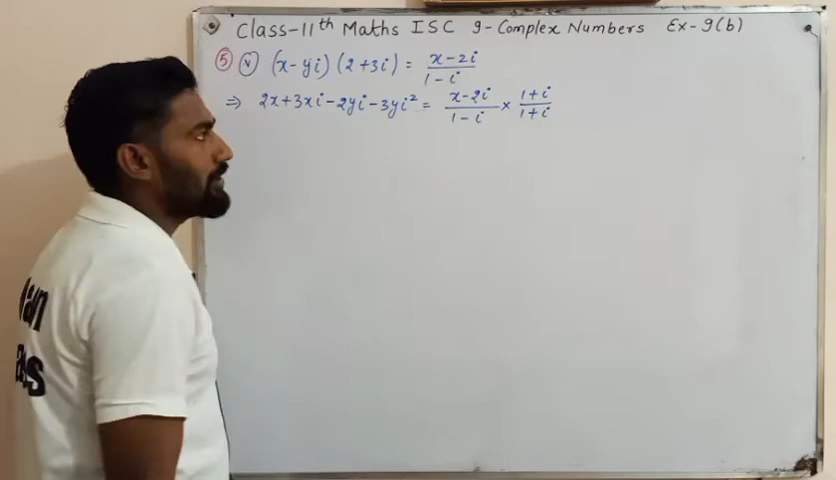 Class-11th Maths ISC 9-Complex Numbers Ex-9(b)
⑤ (v) (x-yi)(2+3i) = x-2i / 1-i
⇒ 2x+3xi-2yi-3yi² = x-2i / 1-i × 1+i / 1+i